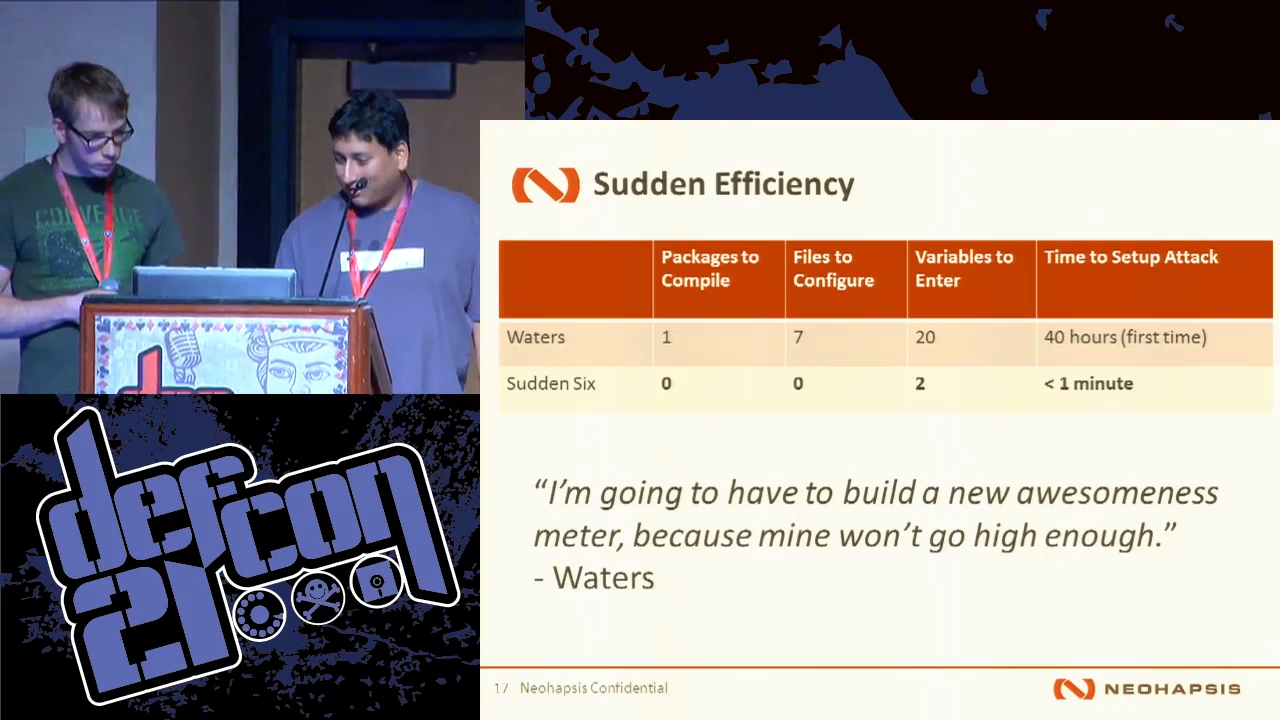 CONVERGE
defcon
21
Sudden Efficiency
Packages to Compile
Files to Configure
Variables to Enter
Time to Setup Attack
Waters 1 7 20 40 hours (first time)
Sudden Six 0 0 2 < 1 minute
“I’m going to have to build a new awesomeness
meter, because mine won’t go high enough.”
- Waters
17 Neohapsis Confidential
NEOHAPSIS